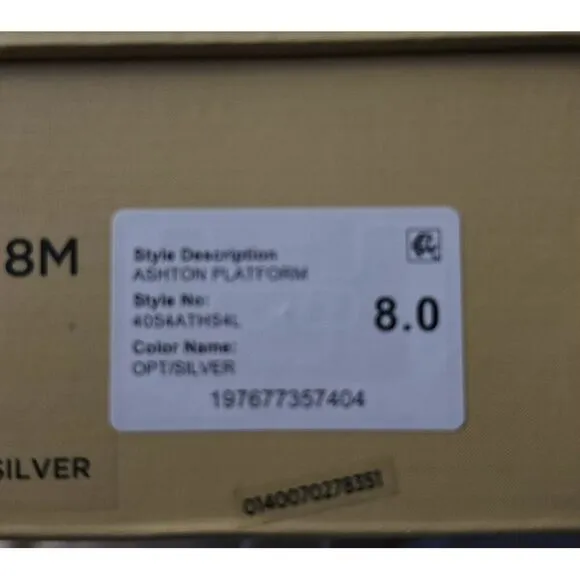 8M
Style Description
ASHTON PLATFORM
Style No:
40S4ATHS4L
8.0
Color Name:
OPT/SILVER
197677357404
SILVER
0140070278351